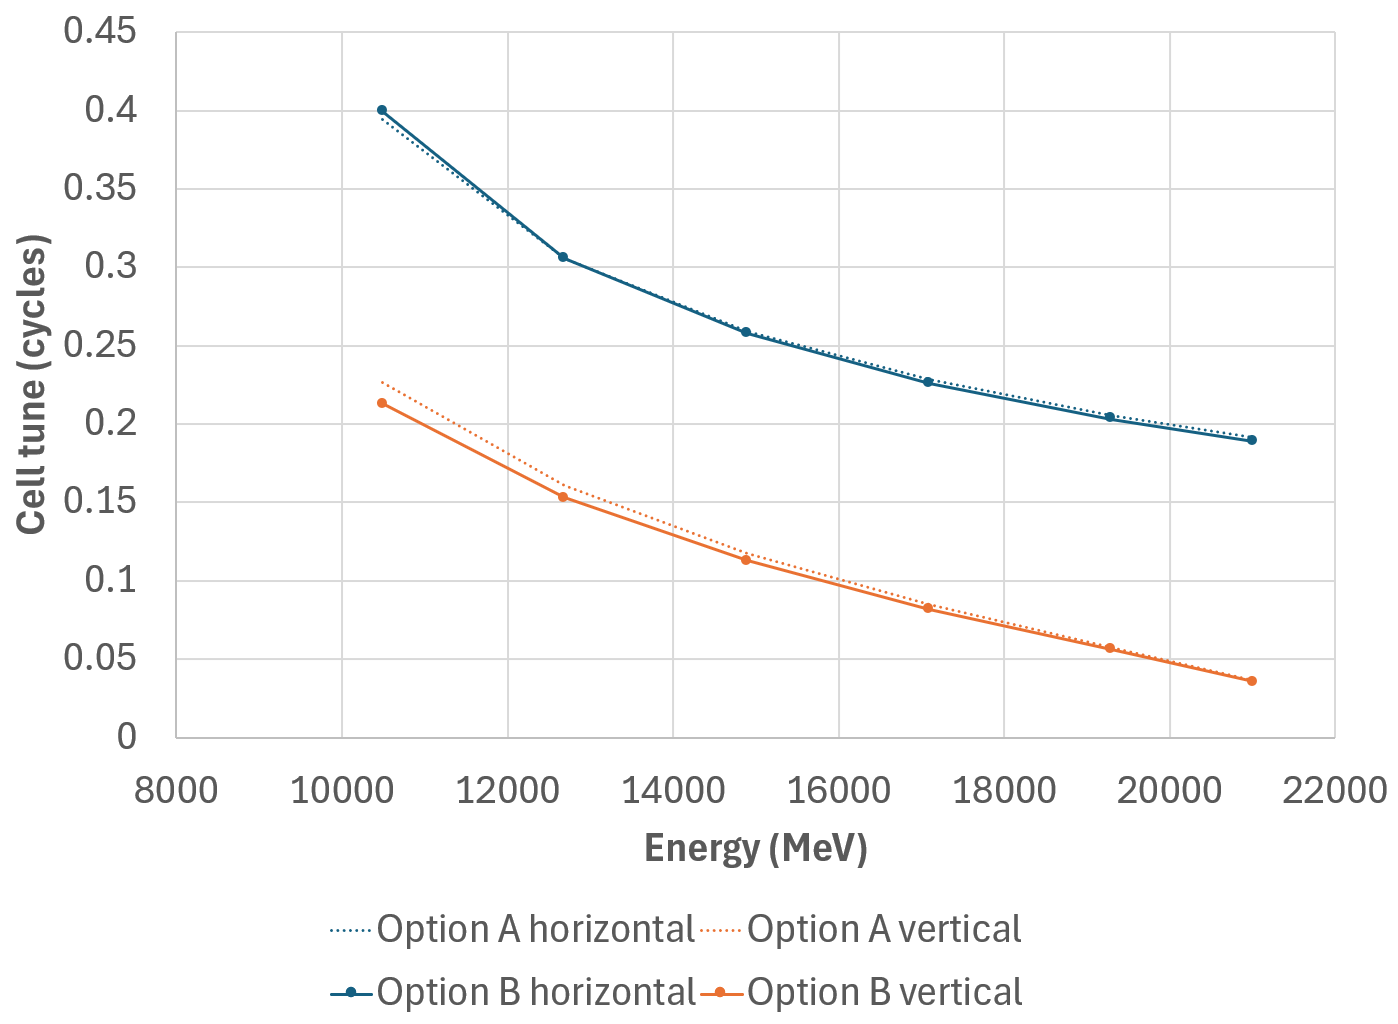 0.45
0.4
0.35
0.3
0.25
0.2
0.15
0.1
0.05
0
Cell tune (cycles)
8000 10000 12000 14000 16000 18000 20000 22000
Energy (MeV)
Option A horizontal Option A vertical
Option B horizontal Option B vertical